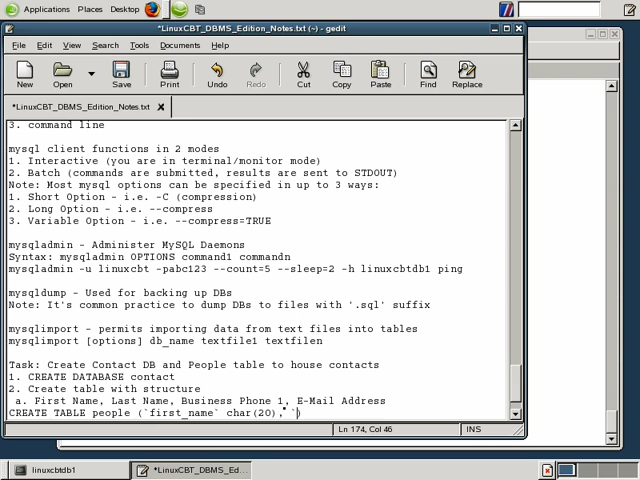 Applications Places Desktop
*LinuxCBT_DBMS_Edition_Notes.txt (~) - gedit
File Edit View Search Tools Documents Help
New Open Save Print Undo Redo Cut Copy Paste Find Replace
*LinuxCBT_DBMS_Edition_Notes.txt
3. command line
mysql client functions in 2 modes
1. Interactive (you are in terminal/monitor mode)
2. Batch (commands are submitted, results are sent to STDOUT)
Note: Most mysql options can be specified in up to 3 ways:
1. Short Option - i.e. -C (compression)
2. Long Option - i.e. --compress
3. Variable Option - i.e. --compress=TRUE
mysqladmin - Administer MySQL Daemons
Syntax: mysqladmin OPTIONS command1 commandn
mysqladmin -u linuxcbt -pabc123 --count=5 --sleep=2 -h linuxcbtdb1 ping
mysqldump - Used for backing up DBs
Note: It's common practice to dump DBs to files with '.sql' suffix
mysqlimport - permits importing data from text files into tables
mysqlimport [options] db_name textfile1 textfilen
Task: Create Contact DB and People table to house contacts
1. CREATE DATABASE contact
2. Create table with structure
a. First Name, Last Name, Business Phone 1, E-Mail Address
CREATE TABLE people (`first_name` char(20), `)
Ln 174, Col 46 INS
linuxcbtdb1 *LinuxCBT_DBMS_Ed...